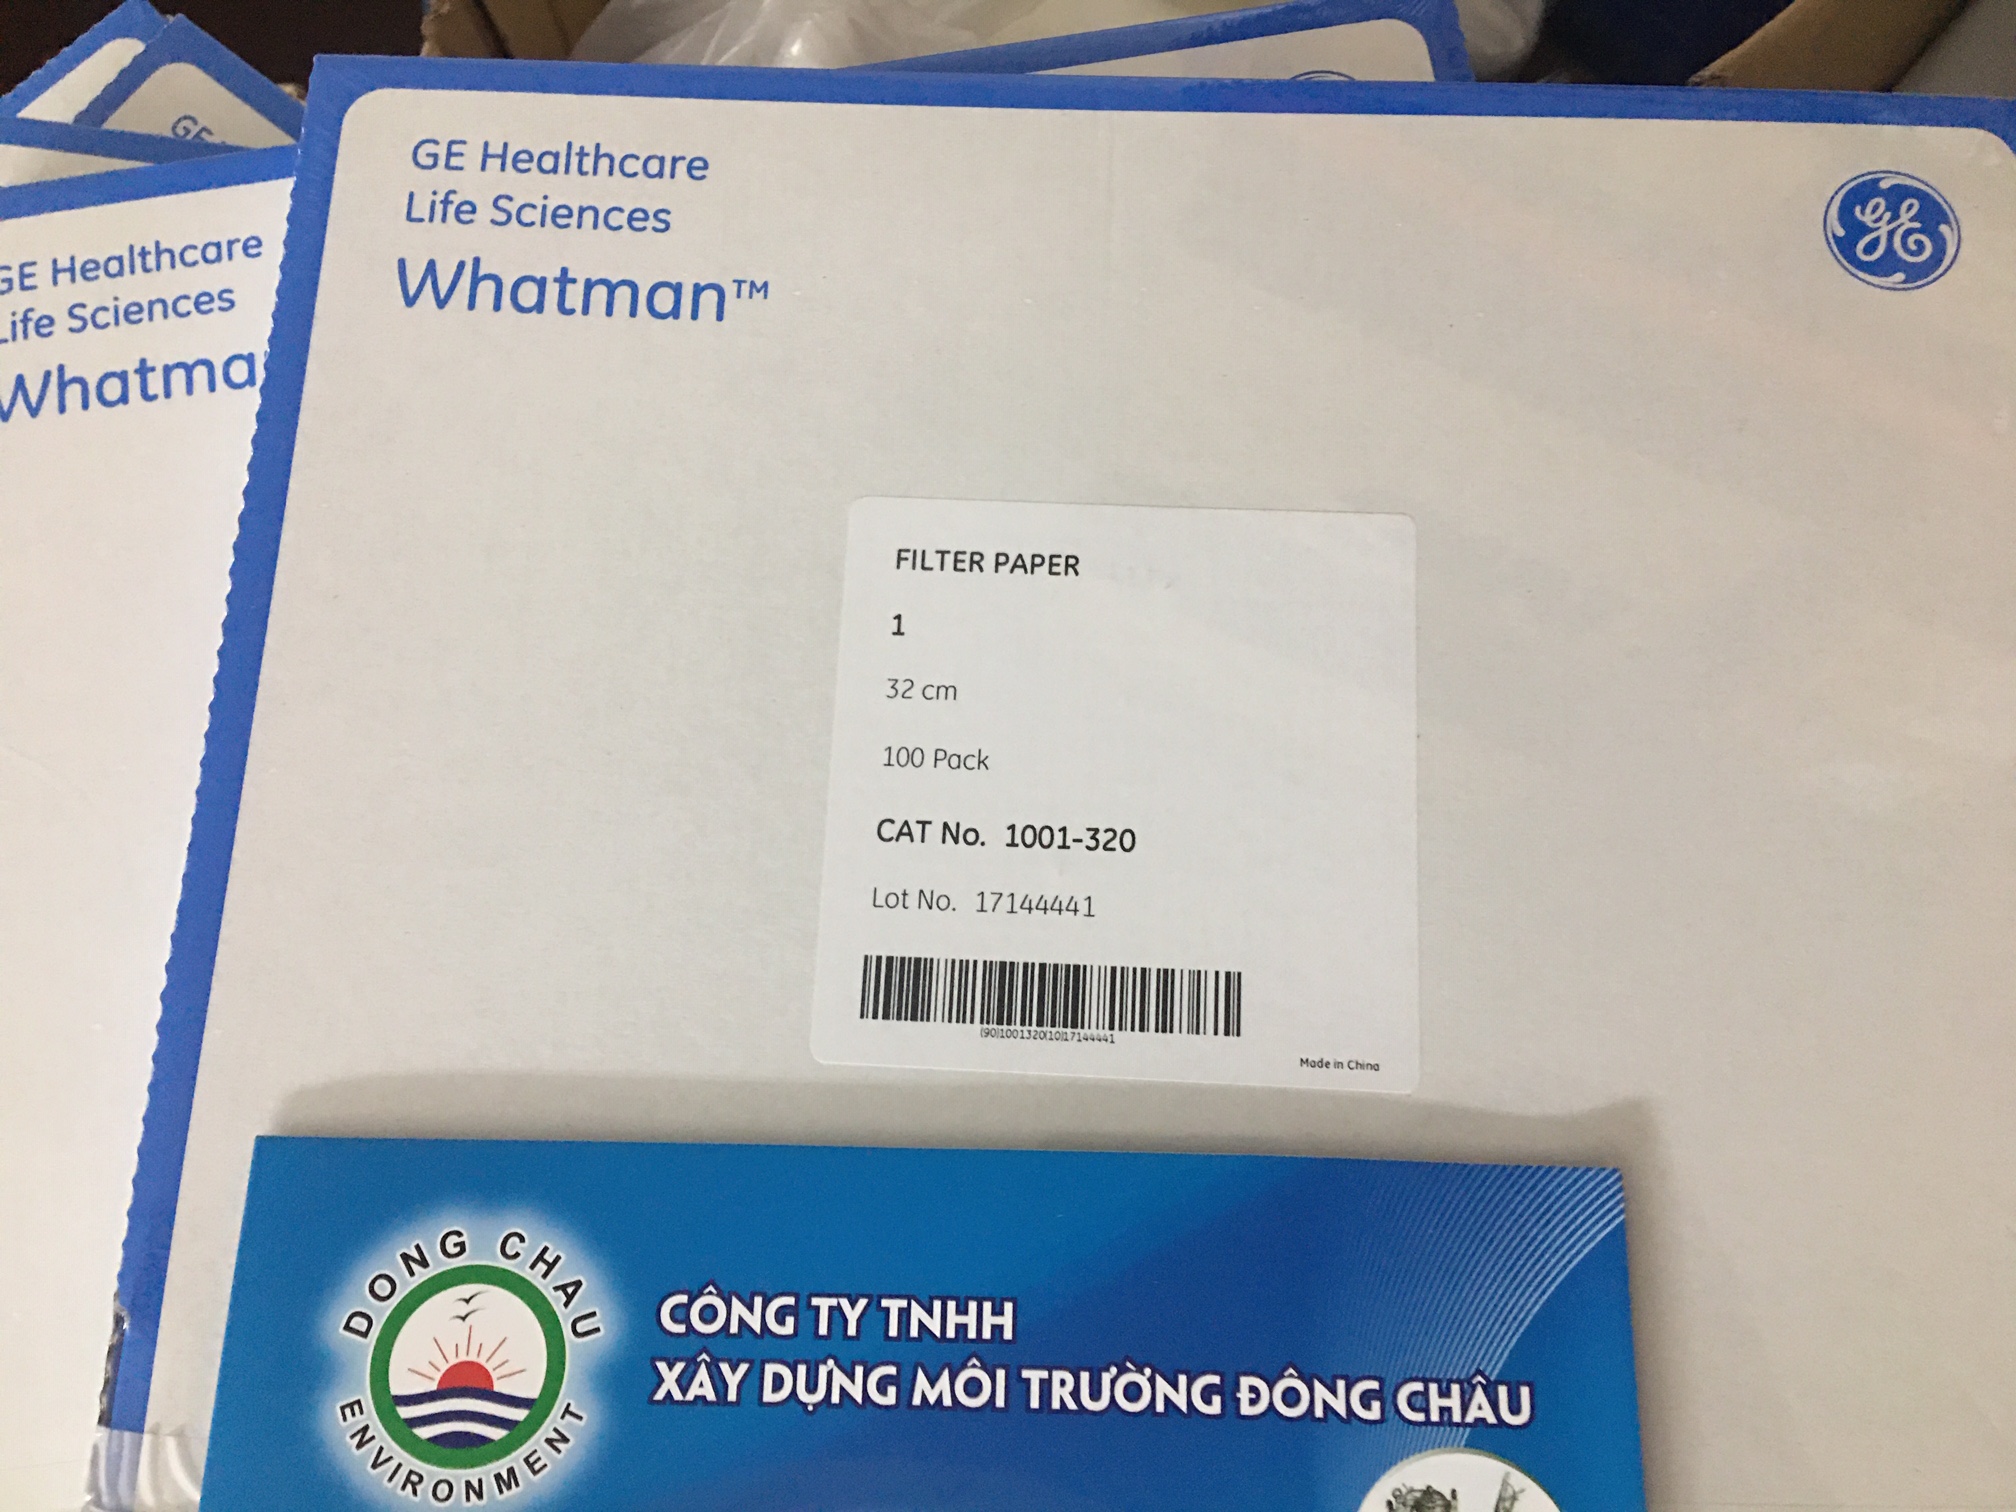 GE Healthcare
Life Sciences
Whatman™
GE
GE
GE Healthcare
Life Sciences
Whatma
FILTER PAPER
1
32 cm
100 Pack
CAT No. 1001-320
Lot No. 17144441
(90)1001320(10)17144441
Made in China
DONG CHAU
ENVIRONMENT
CÔNG TY TNHH
XÂY DỰNG MÔI TRƯỜNG ĐÔNG CHÂU